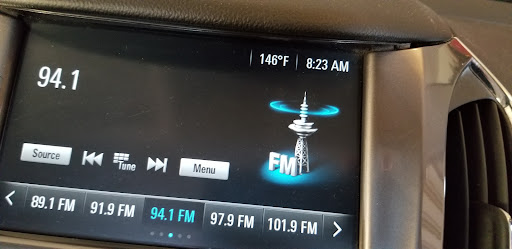 146°F 8:23 AM
94.1
FM
Source Tune Menu
89.1 FM 91.9 FM 94.1 FM 97.9 FM 101.9 FM